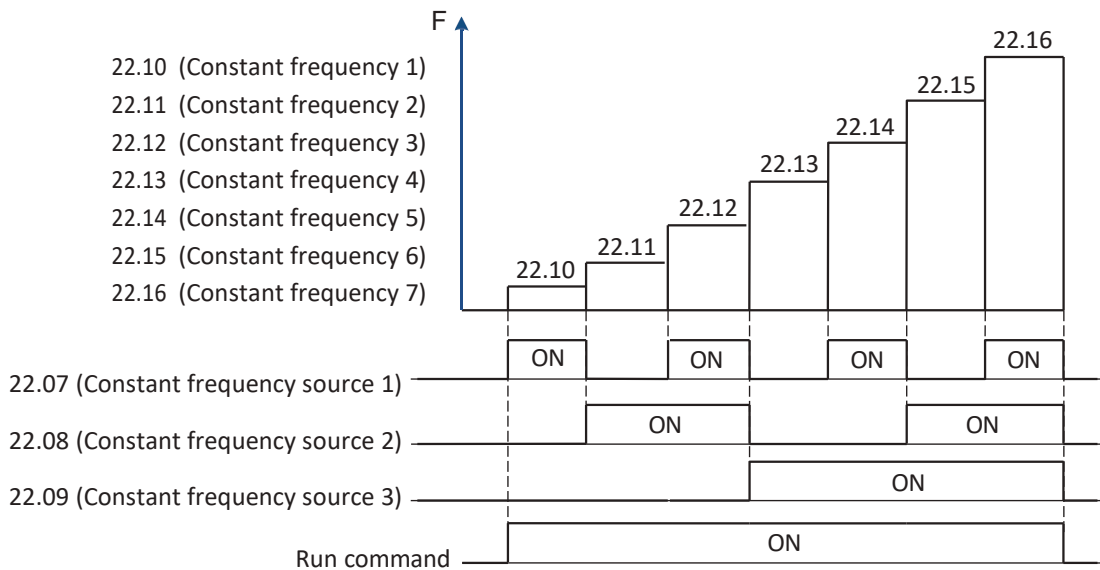 F
22.10 (Constant frequency 1)
22.11 (Constant frequency 2)
22.12 (Constant frequency 3)
22.13 (Constant frequency 4)
22.14 (Constant frequency 5)
22.15 (Constant frequency 6)
22.16 (Constant frequency 7)
22.16
22.15
22.14
22.13
22.12
22.11
22.10
22.07 (Constant frequency source 1)
ON ON ON ON
22.08 (Constant frequency source 2)
ON ON
22.09 (Constant frequency source 3)
ON
Run command
ON